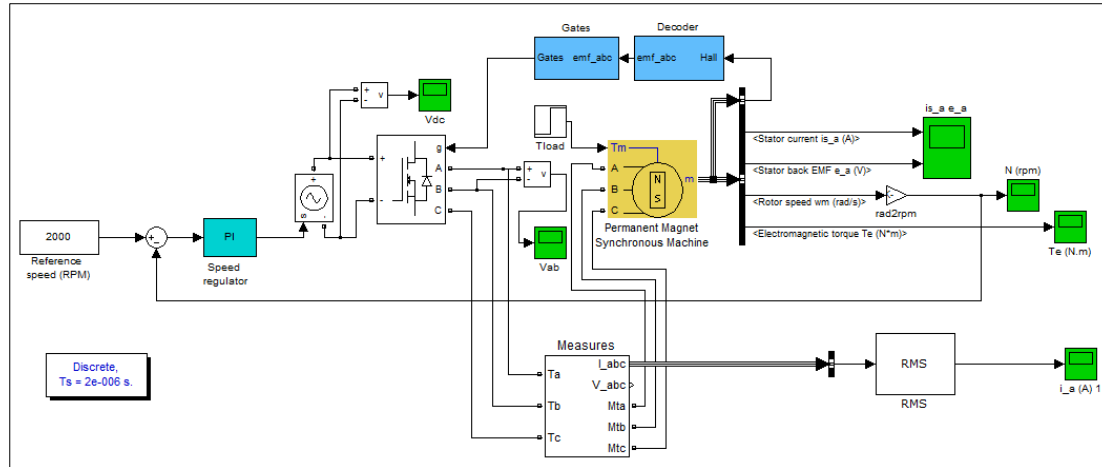 Gates
Decoder
Gates emf_abc
emf_abc Hall
+
-
v
Vdc
g
+
-
A
B
C
+
-
v
Vab
Tload
Tm
A
B
C
m
N
S
Permanent Magnet
Synchronous Machine
is_a e_a
<Stator current is_a (A)>
<Stator back EMF e_a (V)>
<Rotor speed wm (rad/s)>
<Electromagnetic torque Te (N*m)>
rad2rpm
N (rpm)
Te (N.m)
+
s
-
2000
Reference
speed (RPM)
PI
Speed
regulator
Discrete,
Ts = 2e-006 s.
Measures
I_abc
V_abc
Ta
Mta
Tb
Mtb
Tc
Mtc
RMS
RMS
i_a (A) 1